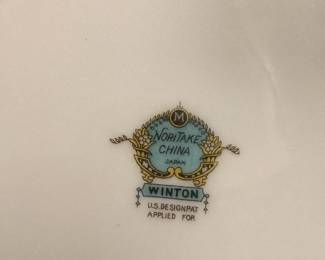 M
NORITAKE
CHINA
JAPAN
WINTON
U.S. DESIGN PAT
APPLIED FOR